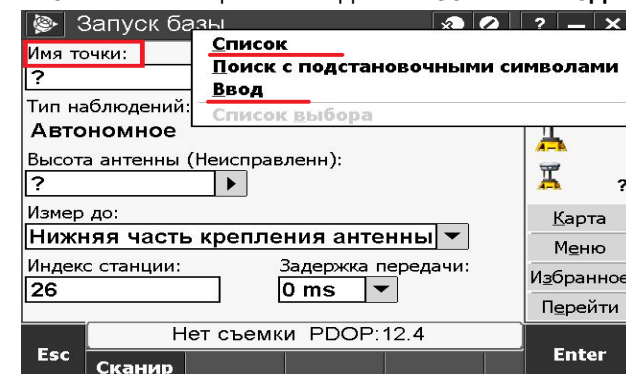 Запуск базы
? — X
Список
Имя точки:
?
Поиск с подстановочными символами
Ввод
Тип наблюдений:
Список выбора
Автономное
Высота антенны (Неисправленн):
?
?
Измер до:
Карта
Нижняя часть крепления антенны
Меню
Индекс станции: Задержка передачи:
Избранное
26 0 ms
Перейти
Нет съемки PDOP:12.4
Esc Enter
Сканир